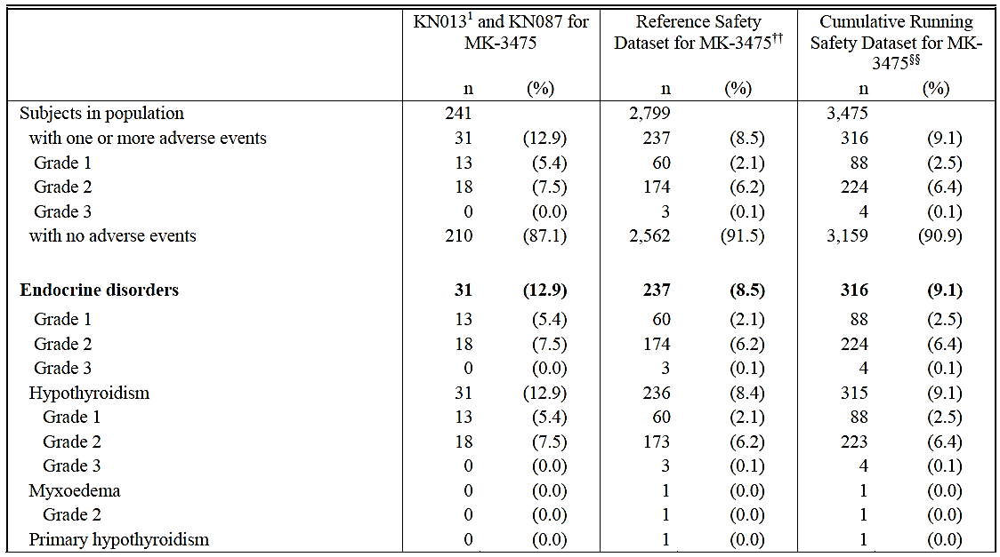 KN013¹ and KN087 for MK-3475 Reference Safety Dataset for MK-3475†† Cumulative Running Safety Dataset for MK-3475§§
n (%) n (%) n (%)
Subjects in population 241 2,799 3,475
with one or more adverse events 31 (12.9) 237 (8.5) 316 (9.1)
Grade 1 13 (5.4) 60 (2.1) 88 (2.5)
Grade 2 18 (7.5) 174 (6.2) 224 (6.4)
Grade 3 0 (0.0) 3 (0.1) 4 (0.1)
with no adverse events 210 (87.1) 2,562 (91.5) 3,159 (90.9)
Endocrine disorders 31 (12.9) 237 (8.5) 316 (9.1)
Grade 1 13 (5.4) 60 (2.1) 88 (2.5)
Grade 2 18 (7.5) 174 (6.2) 224 (6.4)
Grade 3 0 (0.0) 3 (0.1) 4 (0.1)
Hypothyroidism 31 (12.9) 236 (8.4) 315 (9.1)
Grade 1 13 (5.4) 60 (2.1) 88 (2.5)
Grade 2 18 (7.5) 173 (6.2) 223 (6.4)
Grade 3 0 (0.0) 3 (0.1) 4 (0.1)
Myxoedema 0 (0.0) 1 (0.0) 1 (0.0)
Grade 2 0 (0.0) 1 (0.0) 1 (0.0)
Primary hypothyroidism 0 (0.0) 1 (0.0) 1 (0.0)